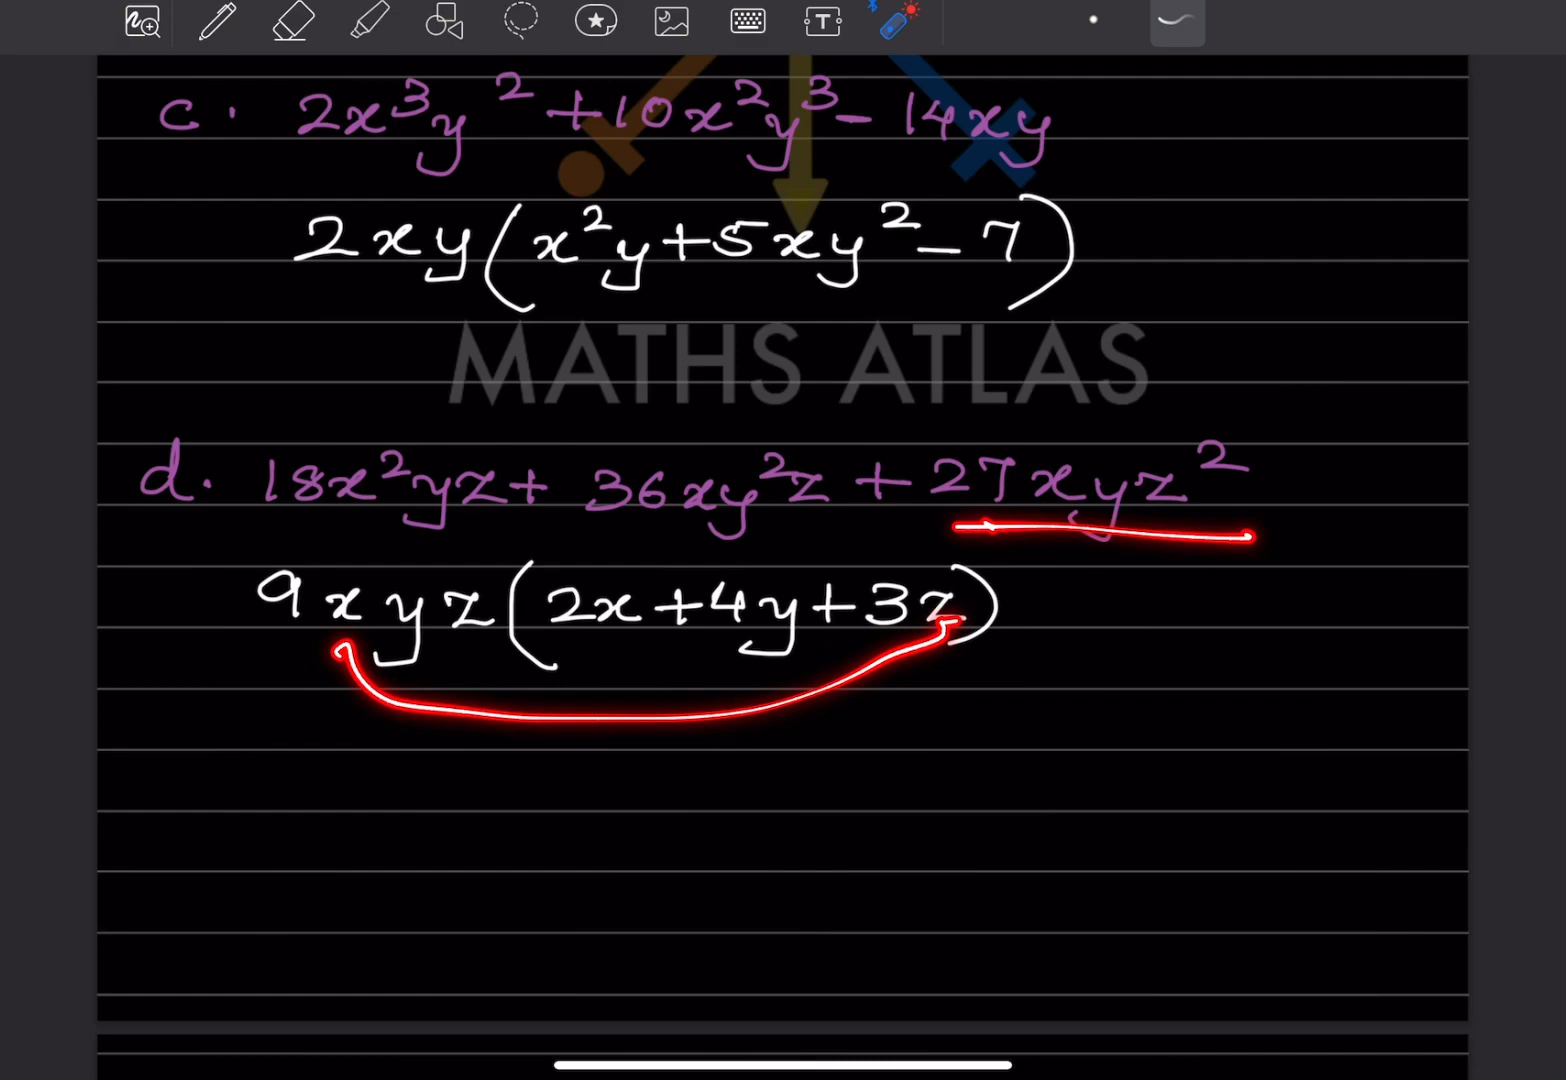 c. 2x³y² + 10x²y³ - 14xy
2xy(x²y + 5xy² - 7)
MATHS ATLAS
d. 18x²yz + 36xy²z + 27xyz²
9xyz(2x + 4y + 3z)